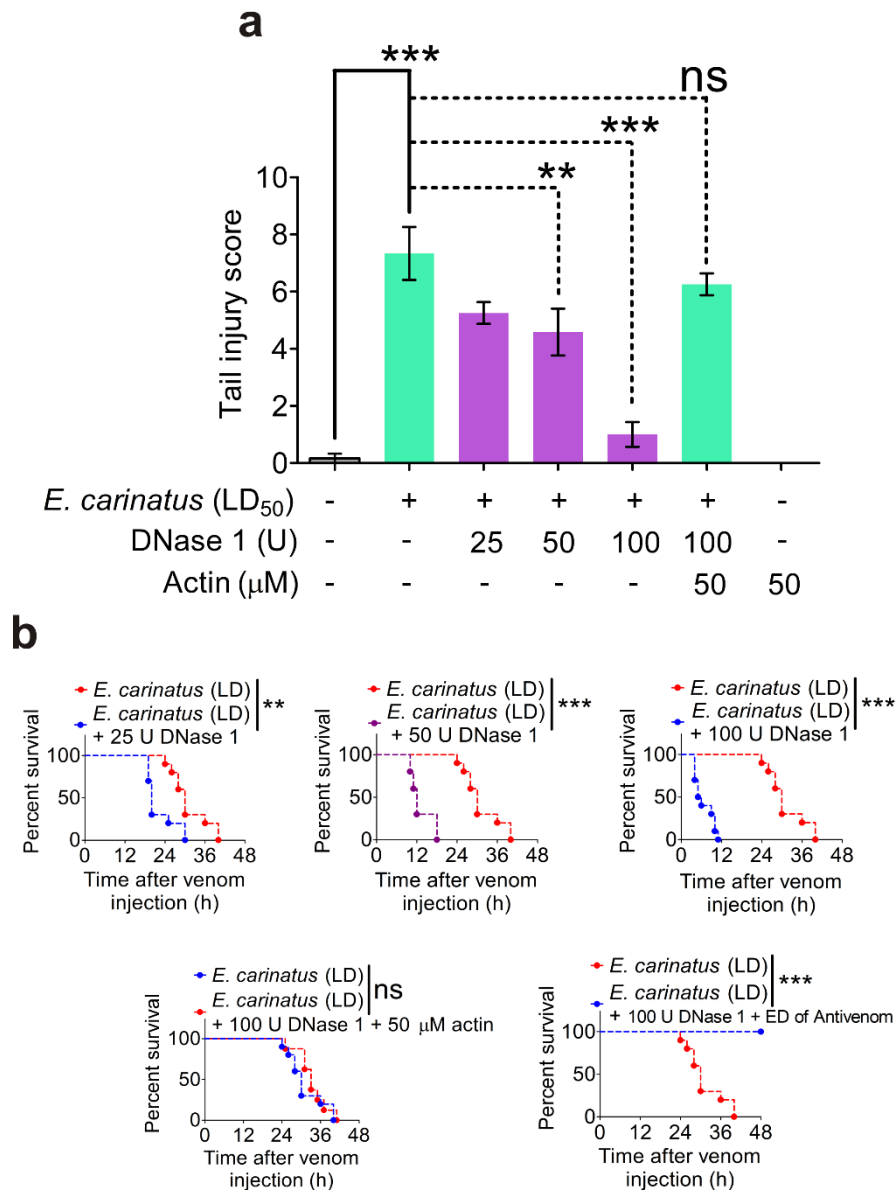 a
***
ns
***
**
10
8
6
4
2
0
Tail injury score
E. carinatus (LD50) - + + + + + -
DNase 1 (U) - - 25 50 100 100 -
Actin (μM) - - - - - 50 50
b
E. carinatus (LD)
E. carinatus (LD)
+ 25 U DNase 1
**
Percent survival
100
50
0
0 12 24 36 48
Time after venom
injection (h)
E. carinatus (LD)
E. carinatus (LD)
+ 50 U DNase 1
***
Percent survival
100
50
0
0 12 24 36 48
Time after venom
injection (h)
E. carinatus (LD)
E. carinatus (LD)
+ 100 U DNase 1
***
Percent survival
100
50
0
0 12 24 36 48
Time after venom
injection (h)
E. carinatus (LD)
E. carinatus (LD)
+ 100 U DNase 1 + 50 μM actin
ns
Percent survival
100
50
0
0 12 24 36 48
Time after venom
injection (h)
E. carinatus (LD)
E. carinatus (LD)
+ 100 U DNase 1 + ED of Antivenom
***
Percent survival
100
50
0
0 12 24 36 48
Time after venom
injection (h)